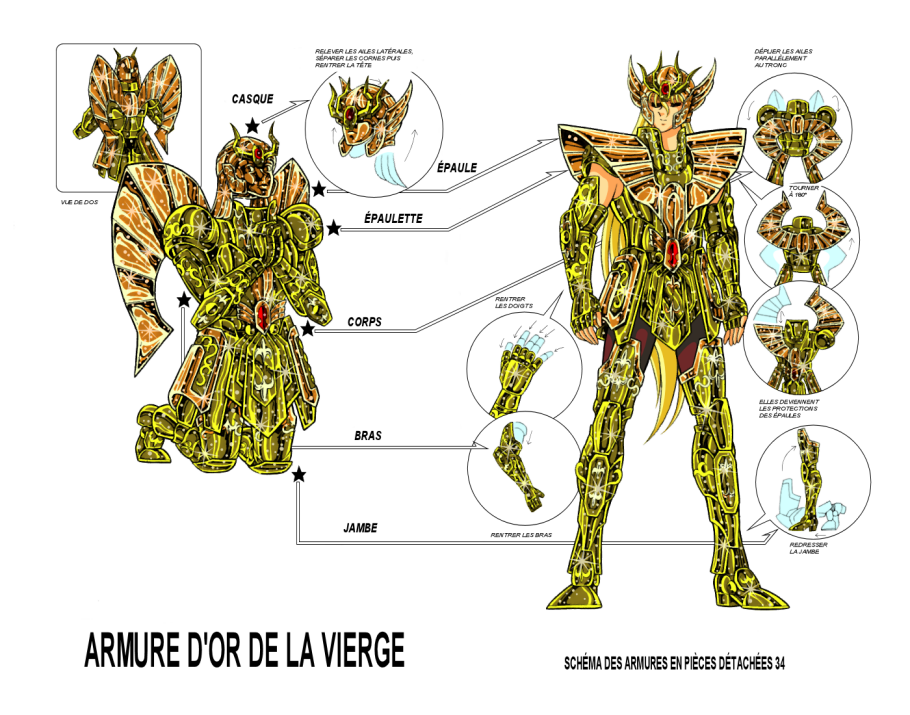 RELEVER LES AILES LATÉRALES,
SÉPARER LES CORNES PUIS
RENTRER LA TÊTE
DÉPLIER LES AILES
PARALLÈLEMENT
AU TRONC
CASQUE
ÉPAULE
TOURNER
À 180°
VUE DE DOS
ÉPAULETTE
RENTRER
LES DOIGTS
CORPS
ELLES DEVIENNENT
LES PROTECTIONS
DES ÉPAULES
BRAS
JAMBE
RENTRER LES BRAS
REDRESSER
LA JAMBE
ARMURE D'OR DE LA VIERGE
SCHÉMA DES ARMURES EN PIÈCES DÉTACHÉES 34